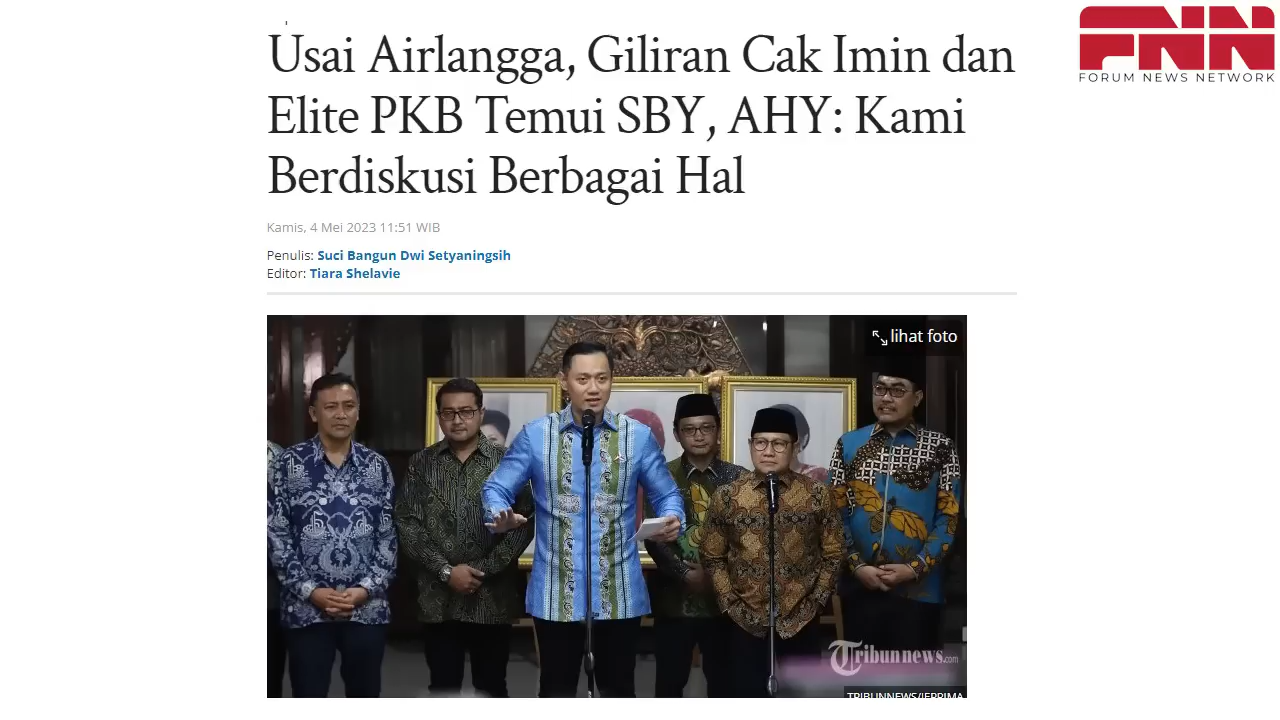 FNN
FORUM NEWS NETWORK
Usai Airlangga, Giliran Cak Imin dan
Elite PKB Temui SBY, AHY: Kami
Berdiskusi Berbagai Hal
Kamis, 4 Mei 2023 11:51 WIB
Penulis: Suci Bangun Dwi Setyaningsih
Editor: Tiara Shelavie
lihat foto
Tribunnews.com
TRIBUNNEWS/JEPRIMA